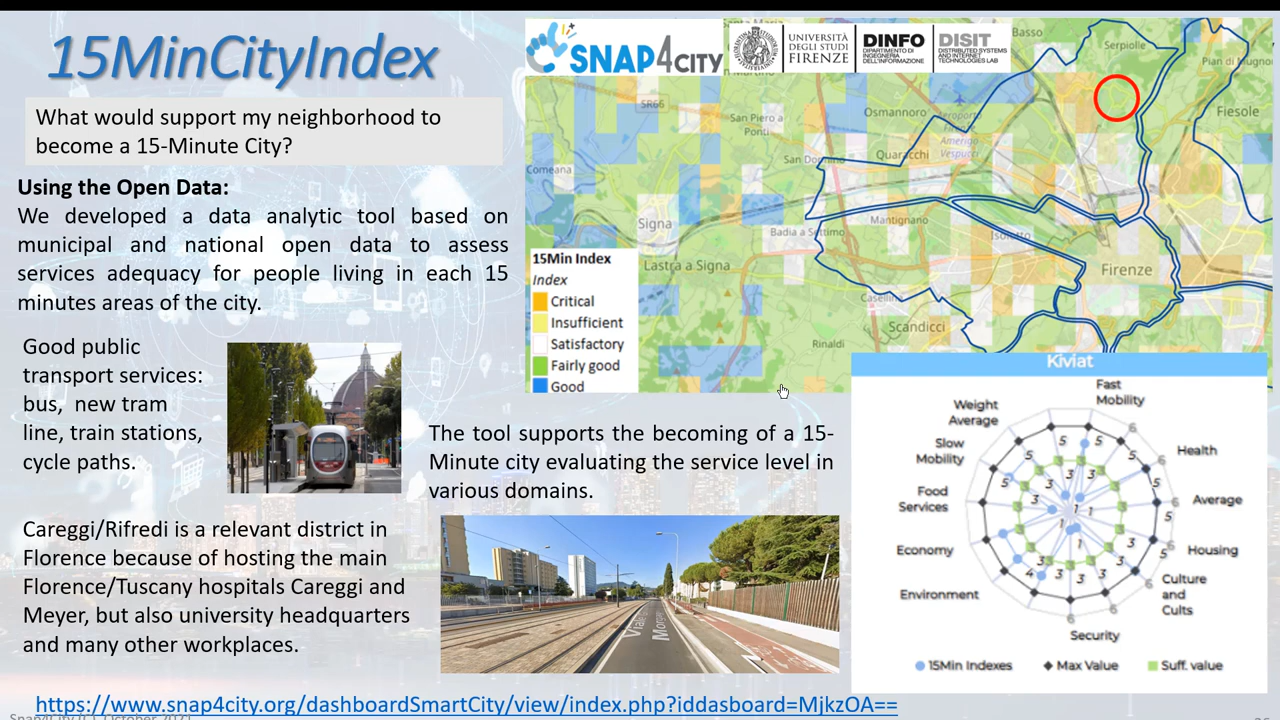 15MinCityIndex
What would support my neighborhood to
become a 15-Minute City?
Using the Open Data:
We developed a data analytic tool based on
municipal and national open data to assess
services adequacy for people living in each 15
minutes areas of the city.
Good public
transport services:
bus, new tram
line, train stations,
cycle paths.
Careggi/Rifredi is a relevant district in
Florence because of hosting the main
Florence/Tuscany hospitals Careggi and
Meyer, but also university headquarters
and many other workplaces.
The tool supports the becoming of a 15-
Minute city evaluating the service level in
various domains.
https://www.snap4city.org/dashboardSmartCity/view/index.php?iddasboard=MjkzOA==
SNAP4CITY
UNIVERSITÀ
DEGLI STUDI
FIRENZE
DINFO
DIPARTIMENTO DI
INGEGNERIA
DELL'INFORMAZIONE
DISIT
DISTRIBUTED SYSTEMS
AND INTERNET
TECHNOLOGIES LAB
Basso
Serpiolle
Pian di Mugno
SR66
San Piero a
Ponti
Osmannoro
Aeroporto
Amerigo
Vespucci
Fiesole
Comeana
San Donnino
Quaracchi
Signa
Mantignano
Badia a Settimo
Isolotto
Lastra a Signa
Firenze
Scandicci
Rinaldi
15Min Index
Index
Critical
Insufficient
Satisfactory
Fairly good
Good
Kiviat
Fast
Mobility
Weight
Average
Health
Slow
Mobility
Average
Food
Services
Housing
Economy
Culture
and
Cults
Environment
Security
15Min Indexes
Max Value
Suff. value
Viale